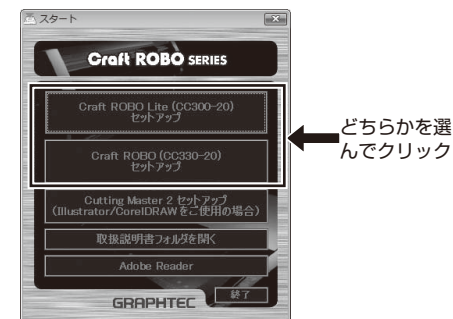 スタート
Craft ROBO SERIES
Craft ROBO Lite (CC300-20)
セットアップ
Craft ROBO (CC330-20)
セットアップ
どちらかを選
んでクリック
Cutting Master 2 セットアップ
(Illustrator/CorelDRAWをご使用の場合)
取扱説明書フォルダを開く
Adobe Reader
GRAPHTEC
終了